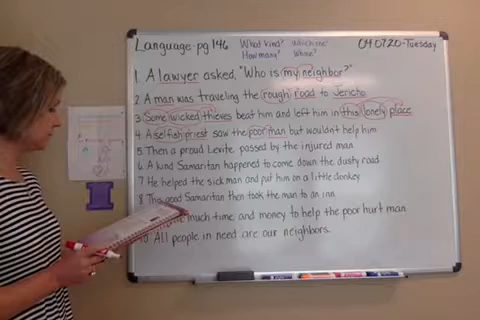 Language-pg 146 What kind? Which one? 040720-Tuesday
How many? Whose?
1. A lawyer asked, "Who is my neighbor?"
2 A man was traveling the rough road to Jericho
3 Some wicked thieves beat him and left him in this lonely place
4 A selfish priest saw the poor man but wouldn't help him
5 Then a proud Levite passed by the injured man
6 A kind Samaritan happened to come down the dusty road
7 He helped the sick man and put him on a little donkey
8 This good Samaritan then took the man to an inn
much time and money to help the poor hurt man
10 All people in need are our neighbors.